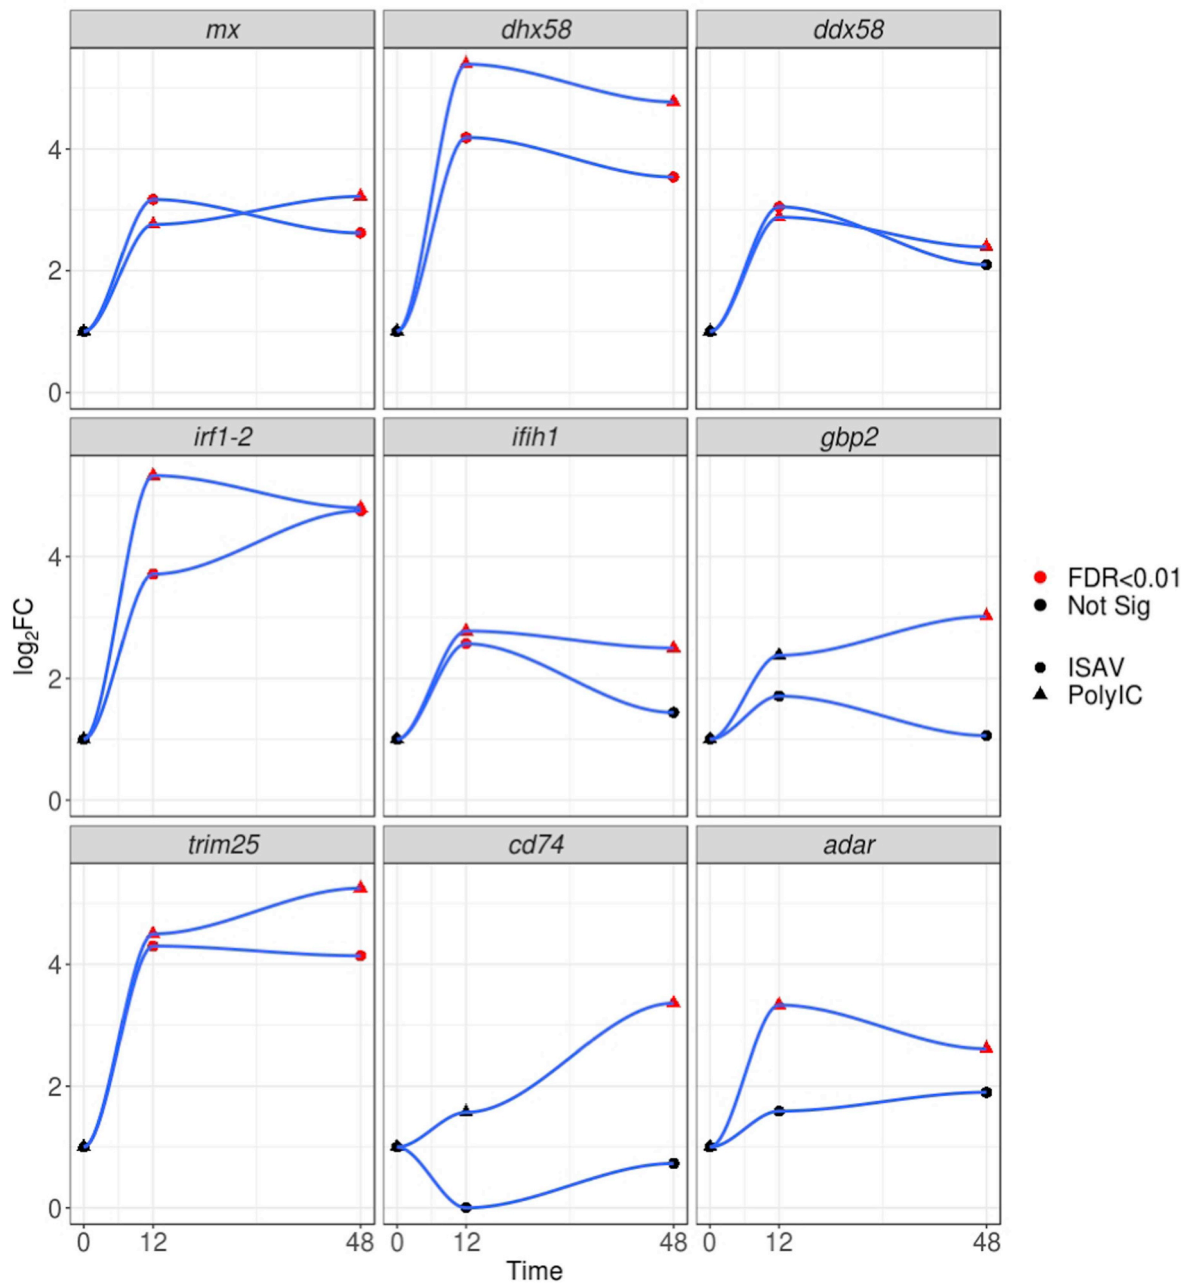 mx dhx58 ddx58
4
2
0
irf1-2 ifih1 gbp2
4
2
0
log2FC
FDR<0.01
Not Sig
ISAV
PolyIC
trim25 cd74 adar
4
2
0
0 12 48 0 12 48 0 12 48
Time